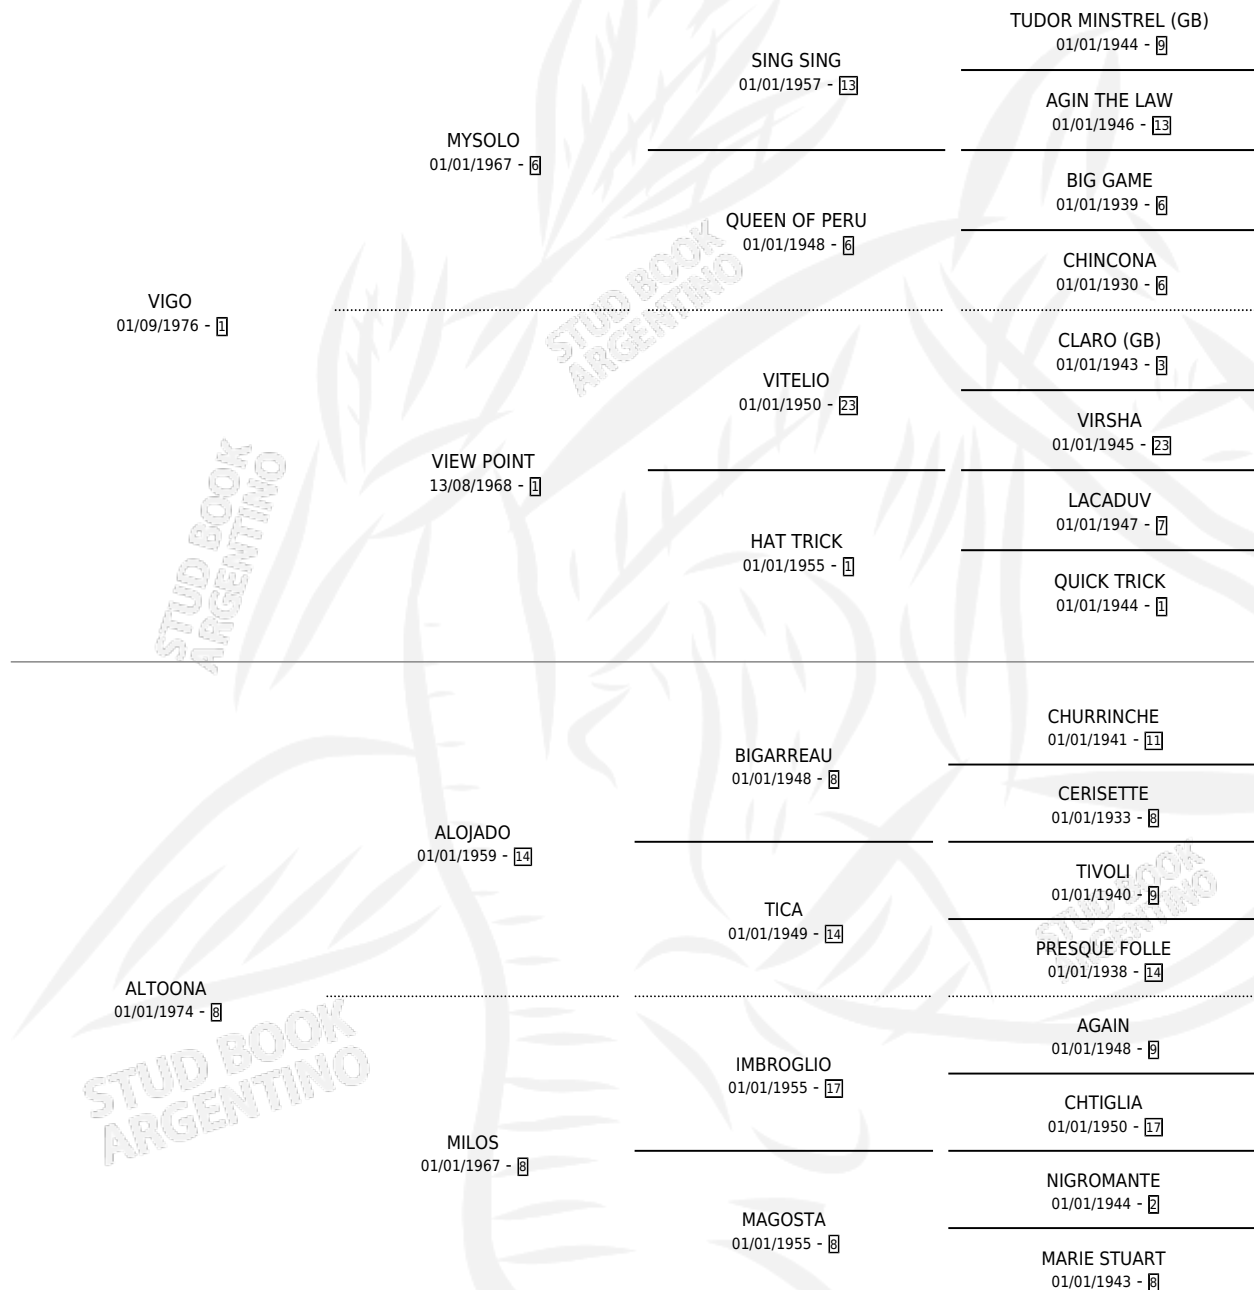 TUDOR MINSTREL (GB)
01/01/1944 - 9
SING SING
01/01/1957 - 13
AGIN THE LAW
01/01/1946 - 13
MYSOLO
01/01/1967 - 6
BIG GAME
01/01/1939 - 6
QUEEN OF PERU
01/01/1948 - 6
CHINCONA
01/01/1930 - 6
VIGO
01/09/1976 - 1
STUD BOOK
ARGENTINO
CLARO (GB)
01/01/1943 - 3
VITELIO
01/01/1950 - 23
VIRSHA
01/01/1945 - 23
VIEW POINT
13/08/1968 - 1
LACADUV
01/01/1947 - 7
HAT TRICK
01/01/1955 - 1
QUICK TRICK
01/01/1944 - 1
STUD BOOK
ARGENTINO
CHURRINCHE
01/01/1941 - 11
BIGARREAU
01/01/1948 - 8
CERISETTE
01/01/1933 - 8
ALOJADO
01/01/1959 - 14
TIVOLI
01/01/1940 - 9
TICA
01/01/1949 - 14
STUD BOOK
ARGENTINO
PRESQUE FOLLE
01/01/1938 - 14
ALTOONA
01/01/1974 - 8
STUD BOOK
ARGENTINO
AGAIN
01/01/1948 - 9
IMBROGLIO
01/01/1955 - 17
CHTIGLIA
01/01/1950 - 17
MILOS
01/01/1967 - 8
NIGROMANTE
01/01/1944 - 2
MAGOSTA
01/01/1955 - 8
MARIE STUART
01/01/1943 - 8